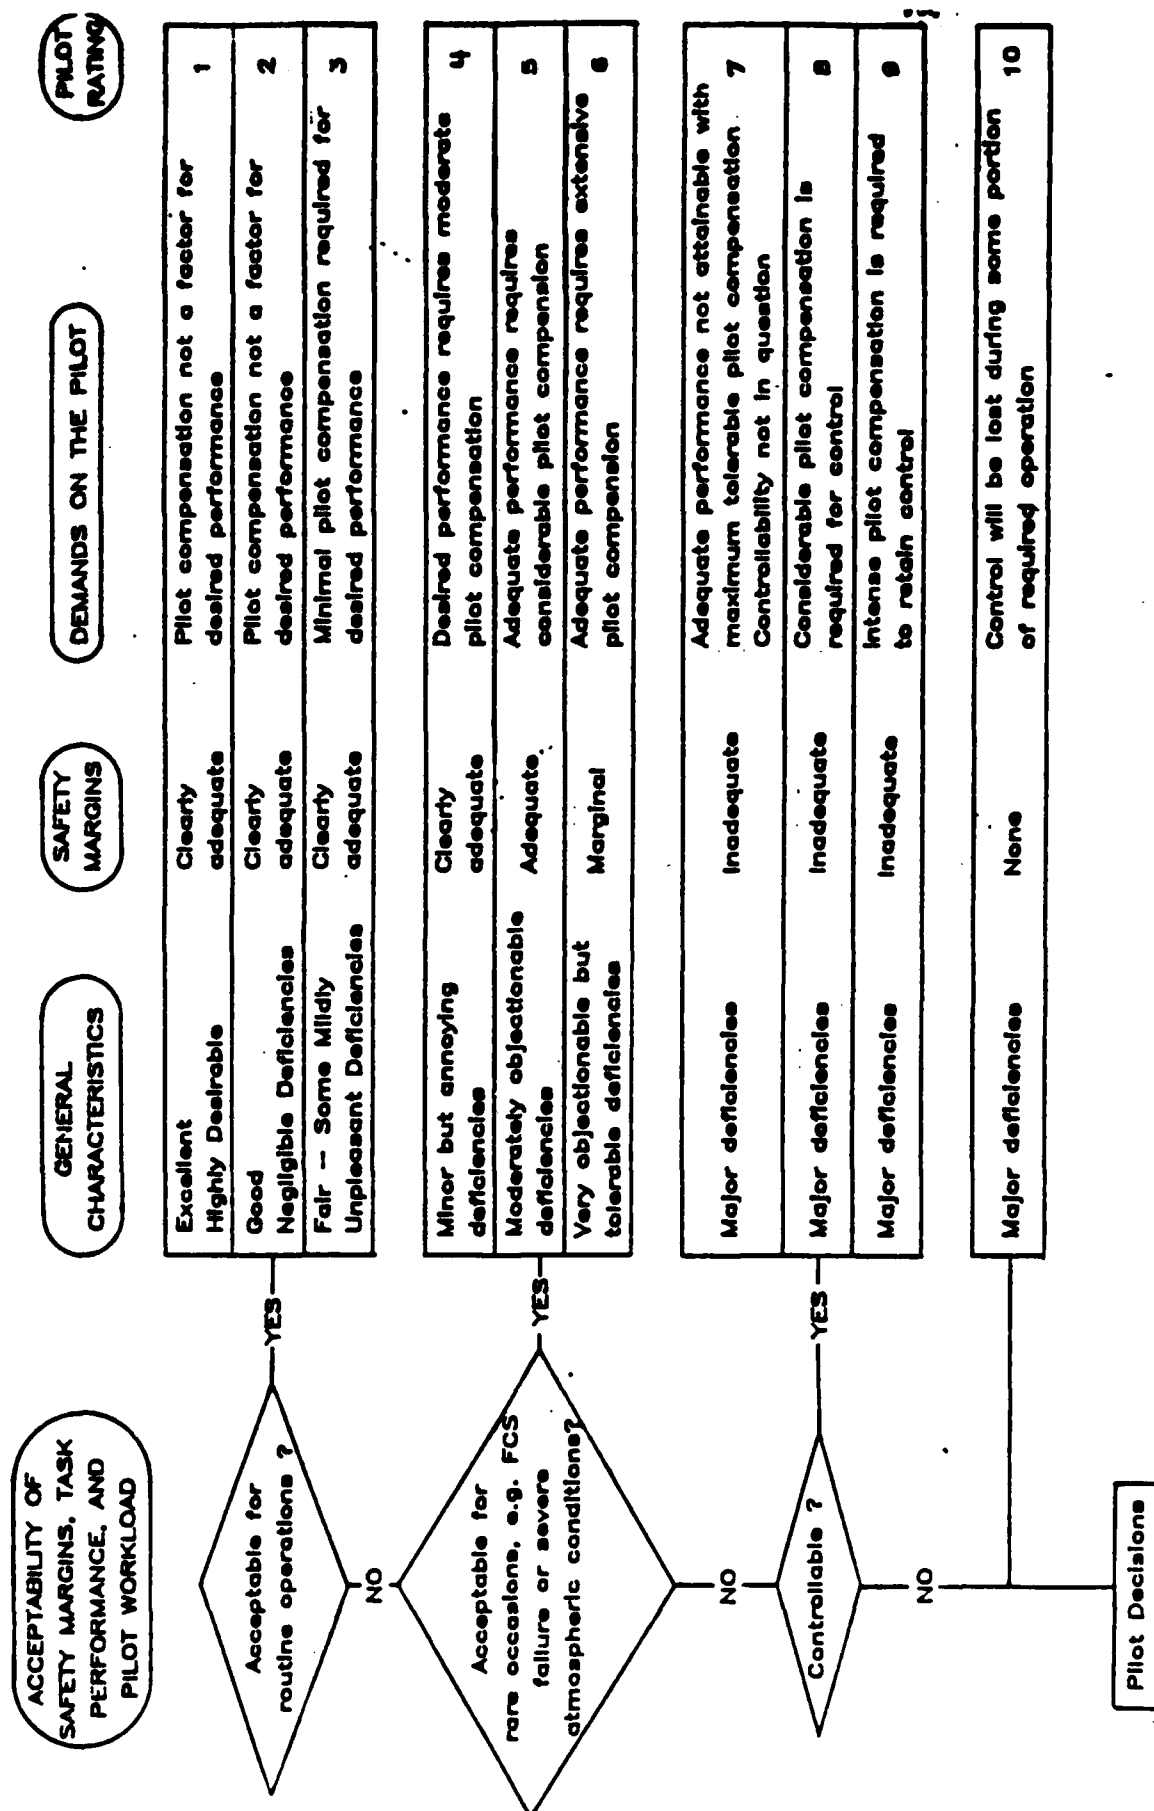 ACCEPTABILITY OF
SAFETY MARGINS, TASK
PERFORMANCE, AND
PILOT WORKLOAD
GENERAL
CHARACTERISTICS
SAFETY
MARGINS
DEMANDS ON THE PILOT
PILOT
RATING
Acceptable for
routine operations ?
YES
Excellent
Highly Desirable
Clearly
adequate
Pilot compensation not a factor for
desired performance
1
Good
Negligible Deficiencies
Clearly
adequate
Pilot compensation not a factor for
desired performance
2
Fair -- Some Mildly
Unpleasant Deficiencies
Clearly
adequate
Minimal pilot compensation required for
desired performance
3
NO
Acceptable for
rare occasions, e.g. FCS
failure or severe
atmospheric conditions?
YES
Minor but annoying
deficiencies
Clearly
adequate
Desired performance requires moderate
pilot compensation
4
Moderately objectionable
deficiencies
Adequate
Adequate performance requires
considerable pilot compension
5
Very objectionable but
tolerable deficiencies
Marginal
Adequate performance requires extensive
pilot compension
6
NO
Controllable ?
YES
Major deficiencies
Inadequate
Adequate performance not attainable with
maximum tolerable pilot compensation.
Controllability not in question
7
Major deficiencies
Inadequate
Considerable pilot compensation is
required for control
8
Major deficiencies
Inadequate
Intense pilot compensation is required
to retain control
9
NO
Major deficiencies
None
Control will be lost during some portion
of required operation
10
Pilot Decisions